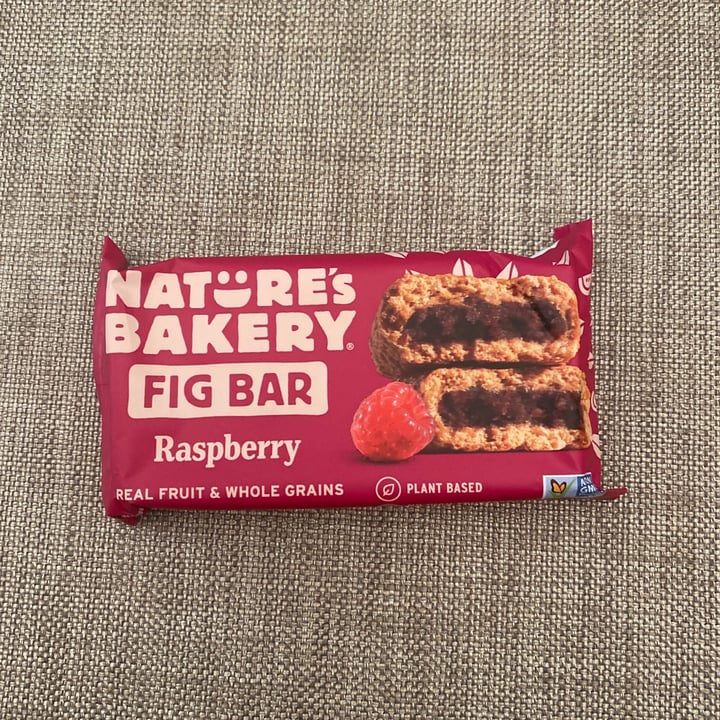 NATURE'S
BAKERY®
FIG BAR
Raspberry
REAL FRUIT & WHOLE GRAINS
PLANT BASED